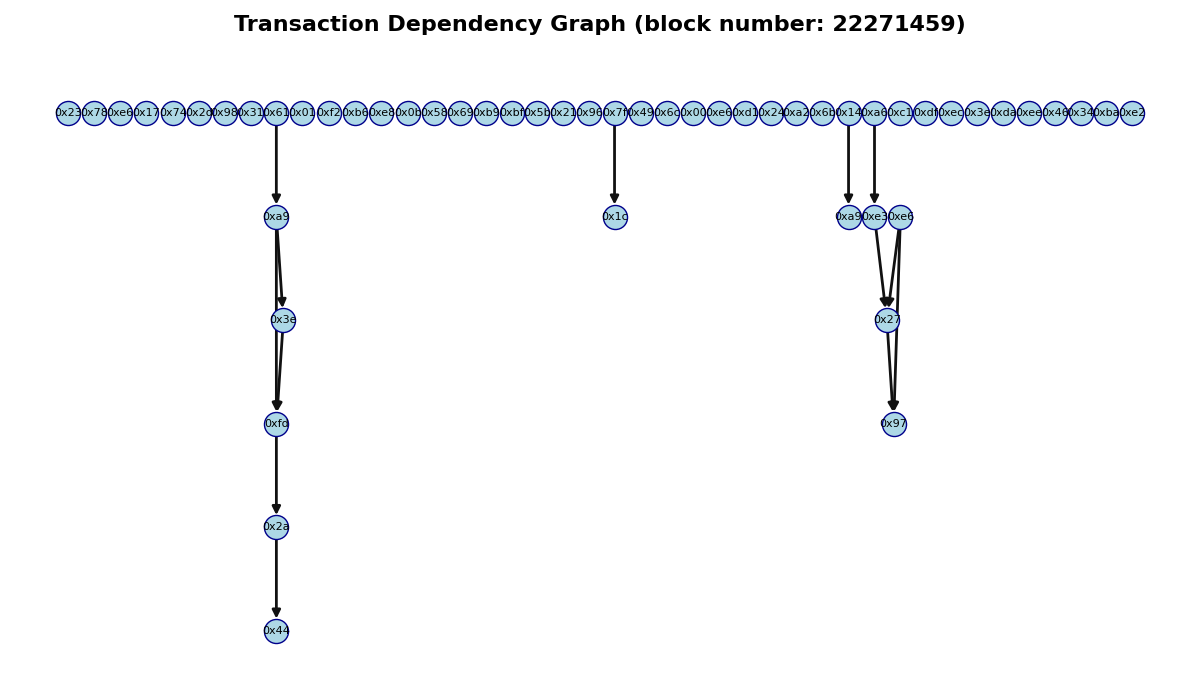 Transaction Dependency Graph (block number: 22271459)
0x23 0x78 0xe6 0x17 0x74 0x2d 0x98 0x31 0x61 0x01 0xf2 0xb6 0xe8 0x0b 0x58 0x69 0xb9 0xbf 0x5b 0x21 0x96 0x7f 0x49 0x6c 0x00 0xe6 0xd1 0x24 0xa2 0x6b 0x14 0xa6 0xc1 0xdf 0xec 0x3e 0xda 0xee 0x46 0x34 0xba 0xe2
0xa9 0x1c 0xa9 0xe3 0xe6
0x3e 0x27
0xfd 0x97
0x2a
0x44